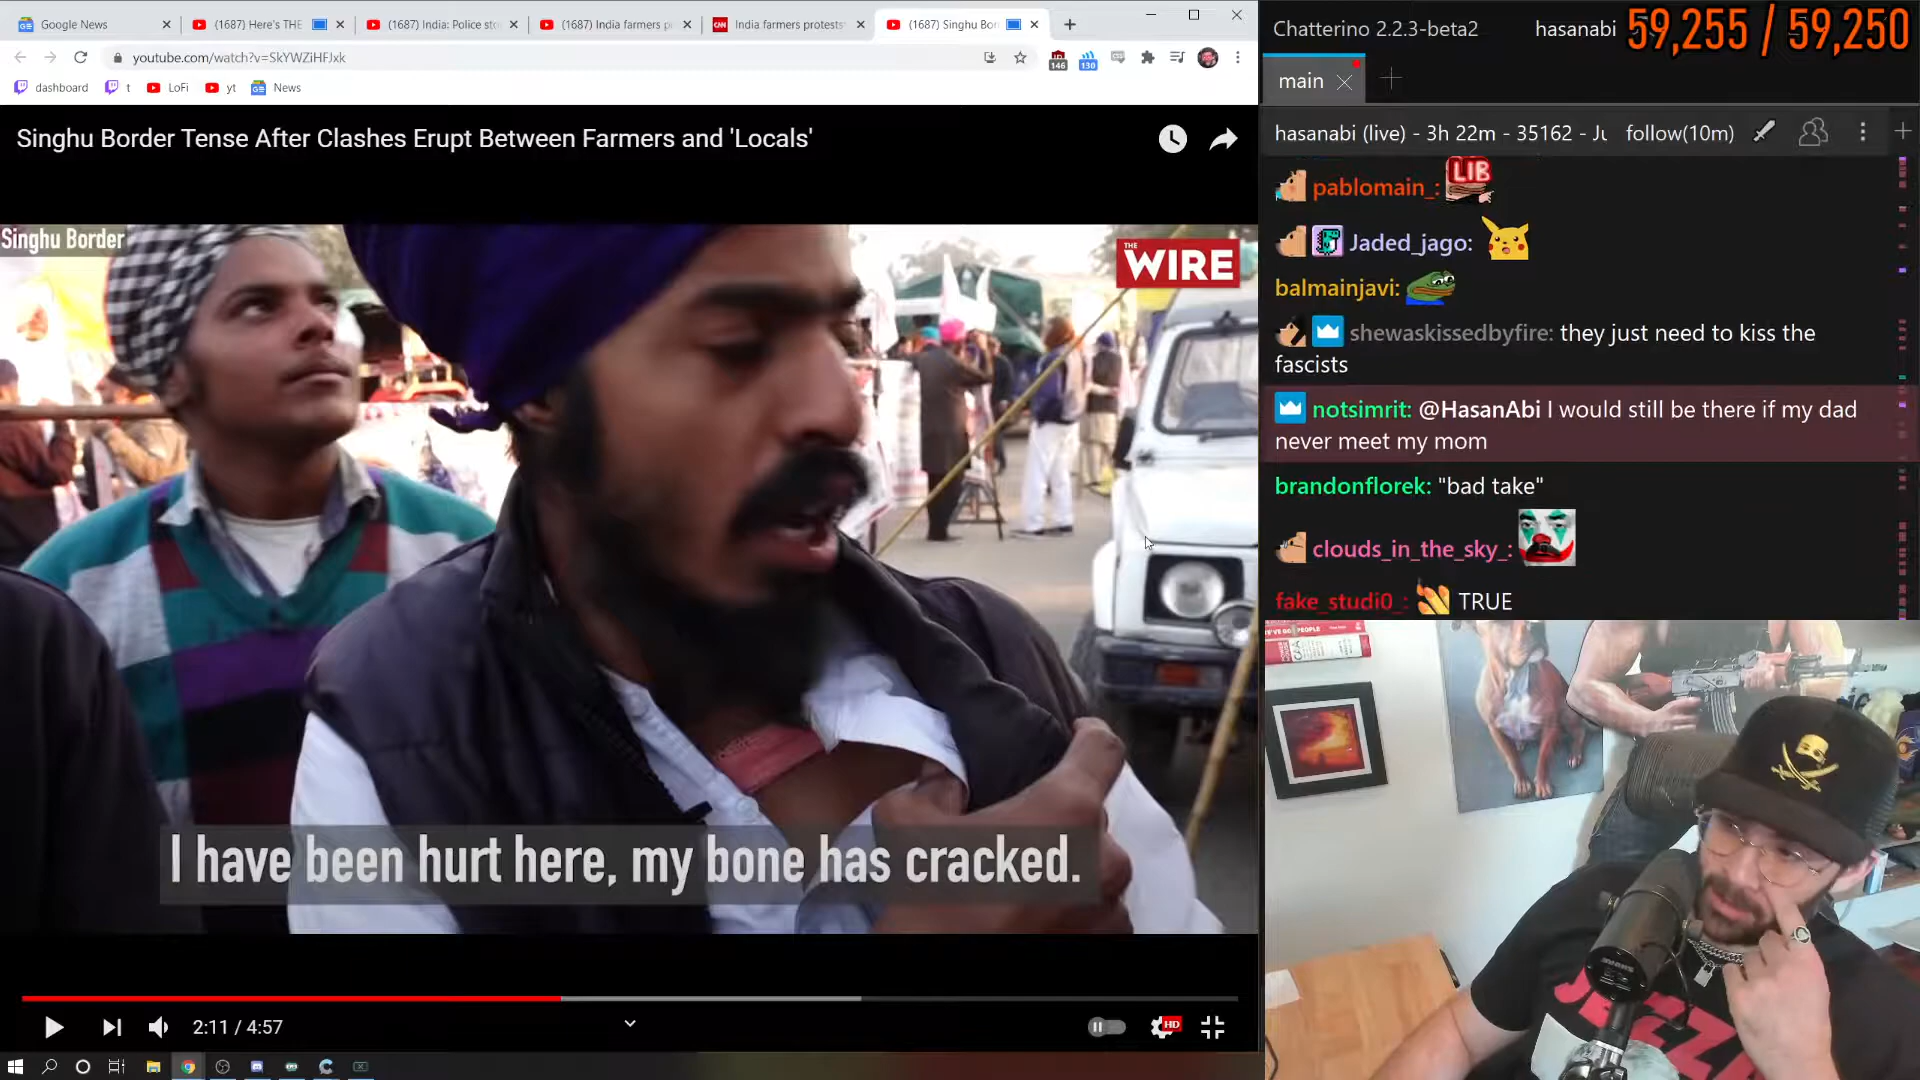 Google News
(1687) Here's THE
(1687) India: Police sto
(1687) India farmers p
India farmers protests
(1687) Singhu Bor
youtube.com/watch?v=SkYWZiHFJxk
146
130
dashboard
t
LoFi
yt
News
Singhu Border Tense After Clashes Erupt Between Farmers and 'Locals'
Singhu Border
THE
WIRE
I have been hurt here, my bone has cracked.
2:11 / 4:57
HD
Chatterino 2.2.3-beta2
hasanabi
59,255 / 59,250
main
hasanabi (live) - 3h 22m - 35162 - Ju
follow(10m)
pablomain_:
LIB
Jaded_jago:
balmainjavi:
shewaskissedbyfire: they just need to kiss the
fascists
notsimrit: @HasanAbi I would still be there if my dad
never meet my mom
brandonflorek: "bad take"
clouds_in_the_sky_:
fake_studi0_: TRUE